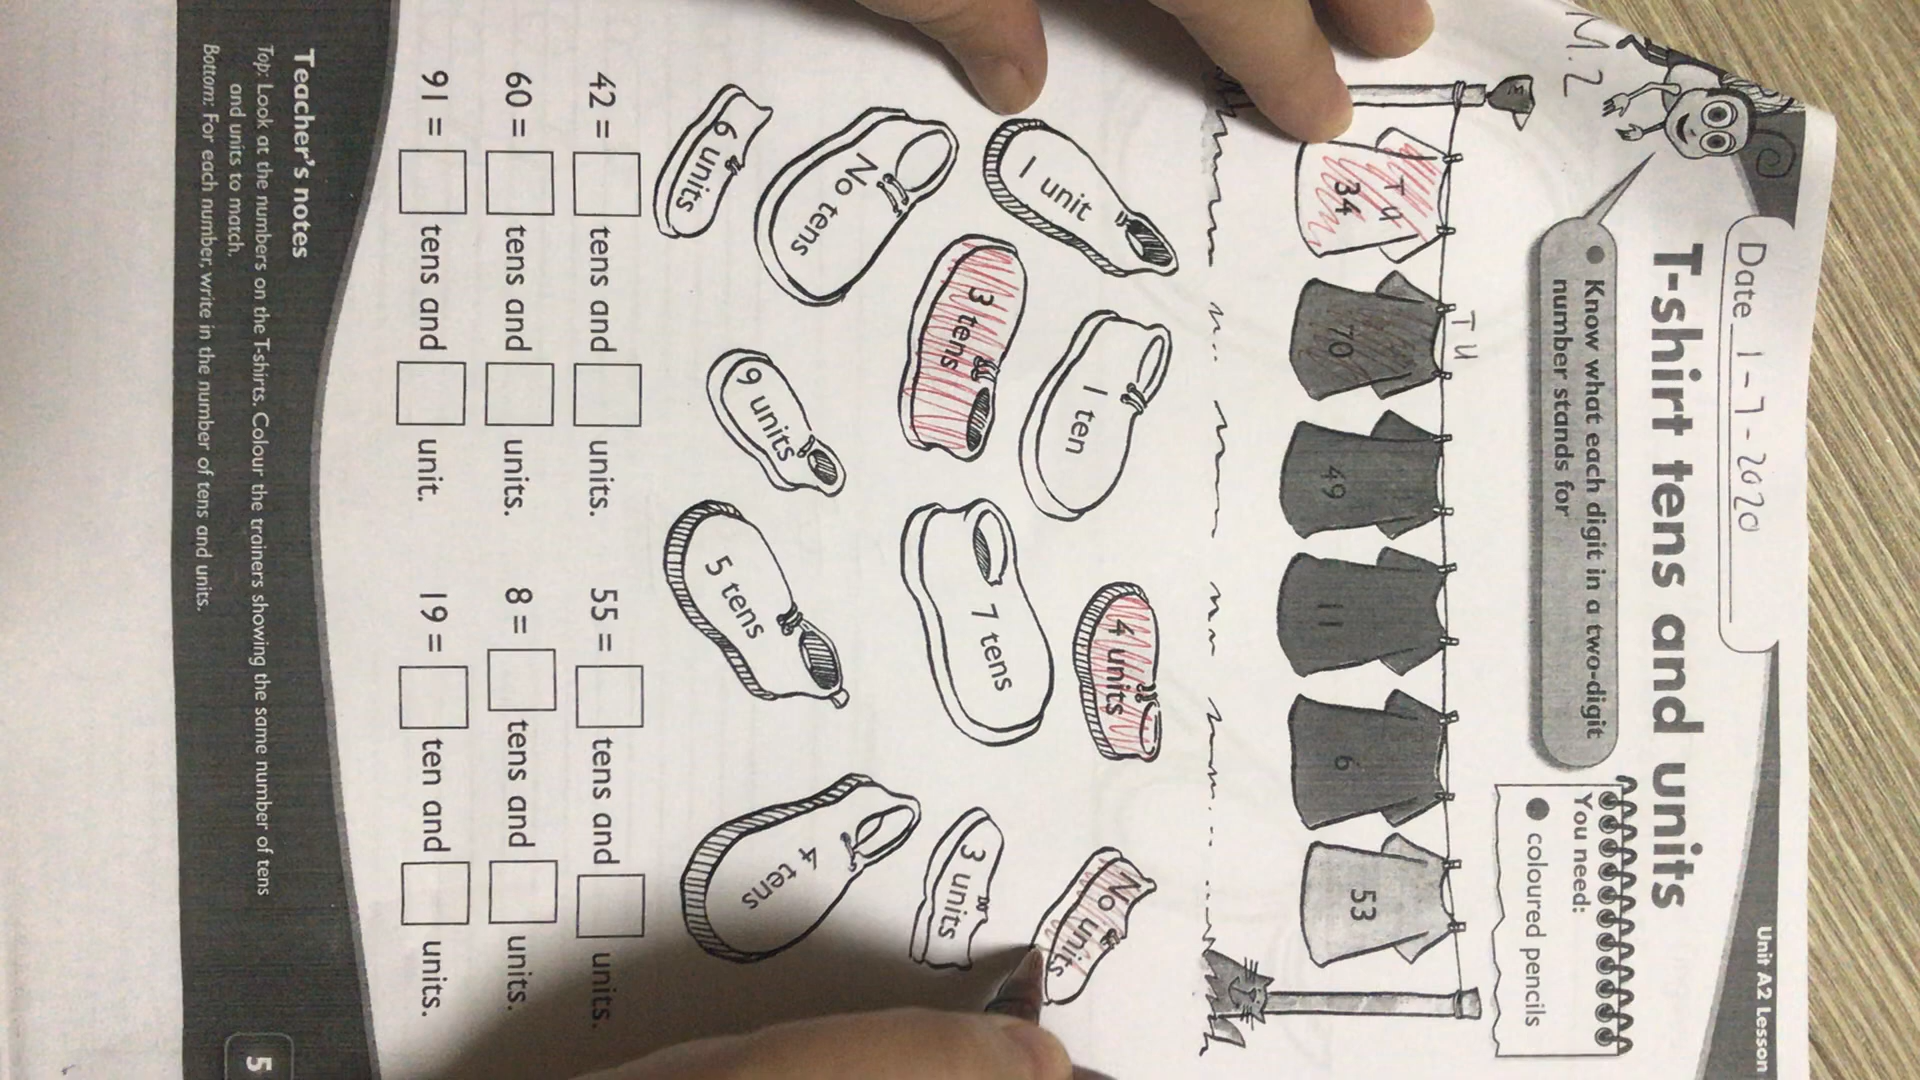 Unit A2 Lesson
Date 1-7-2020
M.2
T-shirt tens and units
• Know what each digit in a two-digit
number stands for
You need:
• coloured pencils
T U
T U
34
70
49
11
6
53
1 unit
1 ten
4 units
No units
No tens
3 tens
7 tens
3 units
6 units
9 units
5 tens
4 tens
42 = tens and units.
55 = tens and units.
60 = tens and units.
8 = tens and units.
91 = tens and unit.
19 = ten and units.
Teacher's notes
Top: Look at the numbers on the T-shirts. Colour the trainers showing the same number of tens
and units to match.
Bottom: For each number, write in the number of tens and units.
5